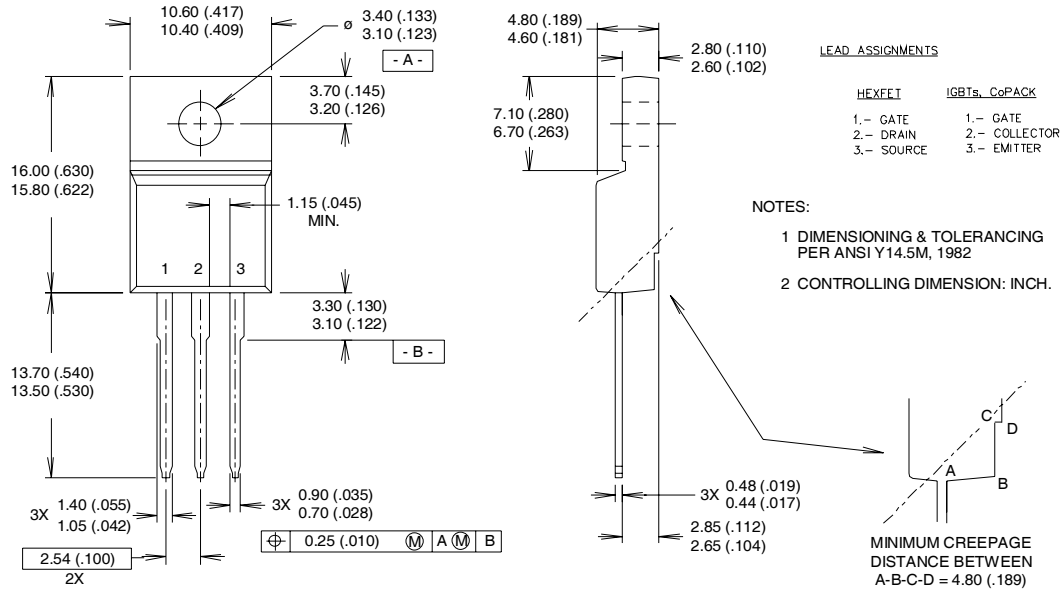 10.60 (.417)
10.40 (.409)
ø 3.40 (.133)
3.10 (.123)
- A -
3.70 (.145)
3.20 (.126)
16.00 (.630)
15.80 (.622)
1.15 (.045)
MIN.
1 2 3
3.30 (.130)
3.10 (.122)
- B -
13.70 (.540)
13.50 (.530)
3X 1.40 (.055)
1.05 (.042)
3X 0.90 (.035)
0.70 (.028)
2.54 (.100)
2X
⌖ 0.25 (.010) Ⓜ A Ⓜ B
4.80 (.189)
4.60 (.181)
2.80 (.110)
2.60 (.102)
7.10 (.280)
6.70 (.263)
3X 0.48 (.019)
0.44 (.017)
2.85 (.112)
2.65 (.104)
LEAD ASSIGNMENTS
HEXFET
1.- GATE
2.- DRAIN
3.- SOURCE
IGBTs, CoPACK
1.- GATE
2.- COLLECTOR
3.- EMITTER
NOTES:
1 DIMENSIONING & TOLERANCING
PER ANSI Y14.5M, 1982
2 CONTROLLING DIMENSION: INCH.
C
D
A
B
MINIMUM CREEPAGE
DISTANCE BETWEEN
A-B-C-D = 4.80 (.189)